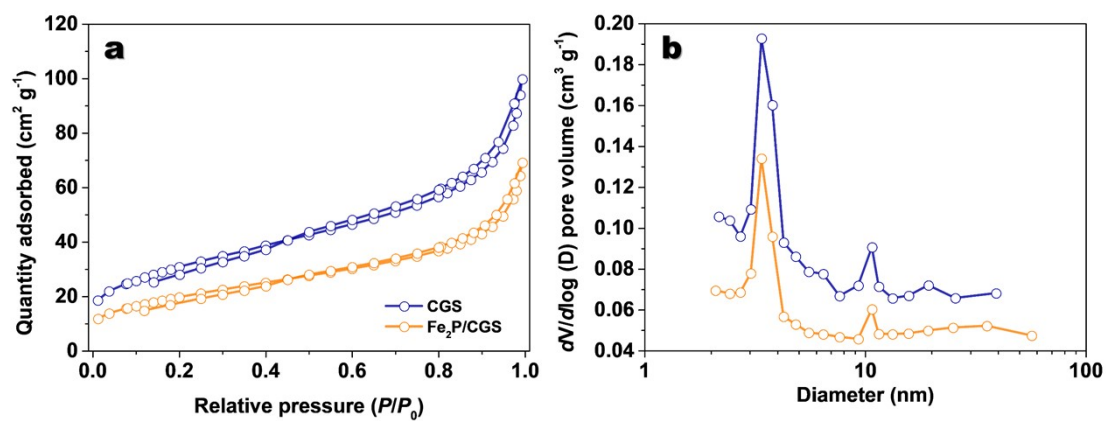 a
120
100
80
60
40
20
0
Quantity adsorbed (cm² g⁻¹)
CGS
Fe₂P/CGS
0.0 0.2 0.4 0.6 0.8 1.0
Relative pressure (P/P₀)
b
0.20
0.18
0.16
0.14
0.12
0.10
0.08
0.06
0.04
dV/dlog (D) pore volume (cm³ g⁻¹)
1 10 100
Diameter (nm)